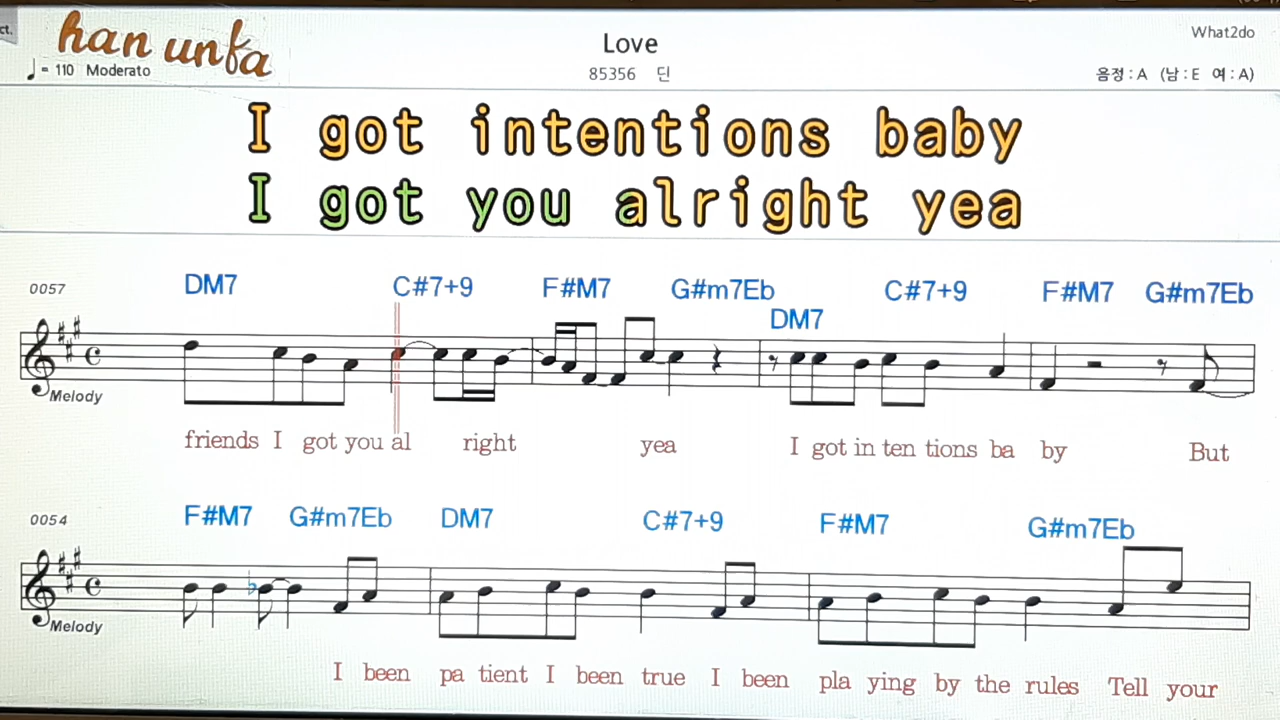 ct.
han unfa
Love
What2do
♩ = 110 Moderato
85356 딘
음정 : A (남 : E 여 : A)
I got intentions baby
I got you alright yea
0057
DM7 C#7+9 F#M7 G#m7Eb DM7 C#7+9 F#M7 G#m7Eb
Melody
friends I got you al right yea I got in ten tions ba by But
0054
F#M7 G#m7Eb DM7 C#7+9 F#M7 G#m7Eb
Melody
I been pa tient I been true I been pla ying by the rules Tell your